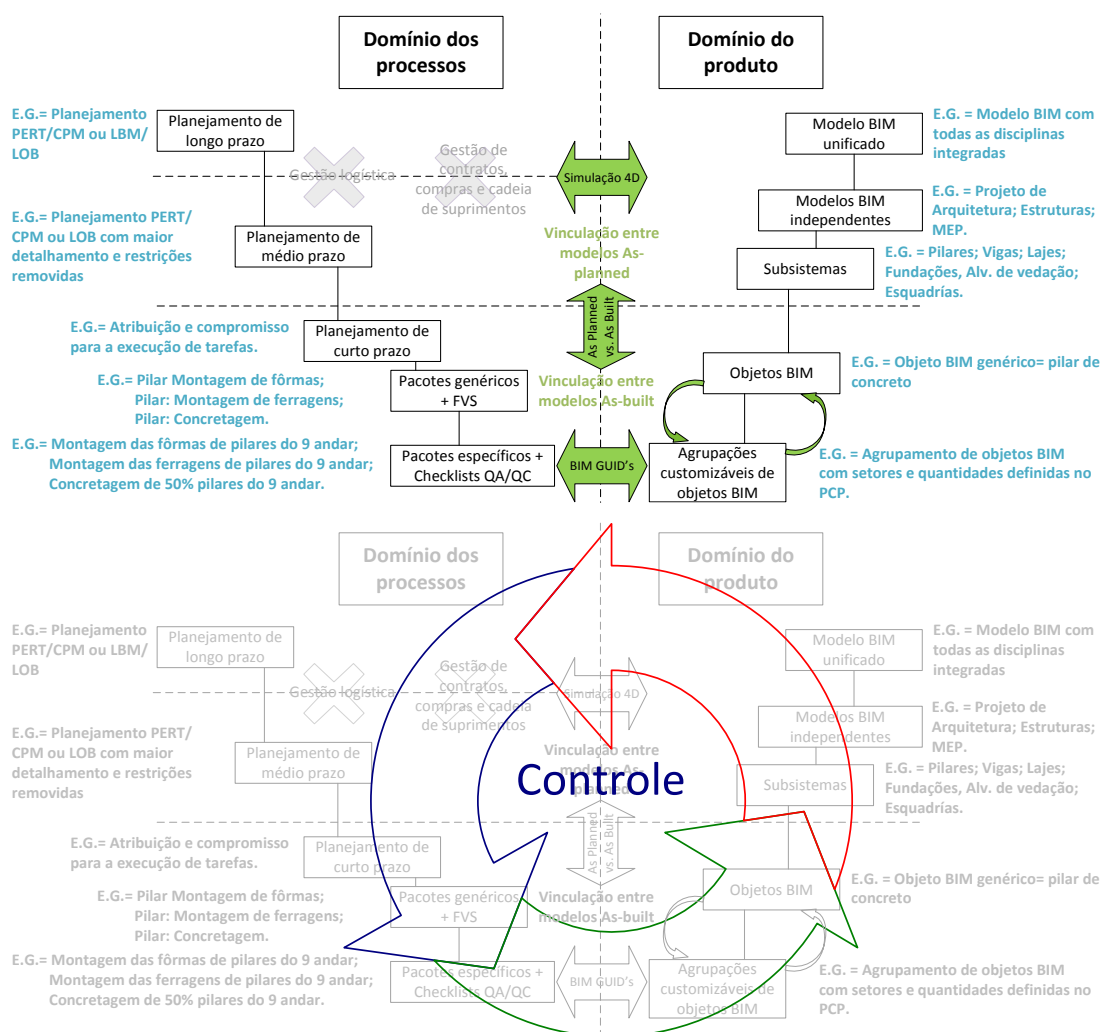 Domínio dos
processos
Domínio do
produto
E.G.= Planejamento
PERT/CPM ou LBM/
LOB
Planejamento de
longo prazo
Gestão logística
Gestão de
contratos,
compras e cadeia
de suprimentos
Simulação 4D
Modelo BIM
unificado
E.G. = Modelo BIM com
todas as disciplinas
integradas
E.G.= Planejamento PERT/
CPM ou LOB com maior
detalhamento e restrições
removidas
Planejamento de
médio prazo
Vinculação entre
modelos As-
planned
Modelos BIM
independentes
E.G. = Projeto de
Arquitetura; Estruturas;
MEP.
Subsistemas
E.G. = Pilares; Vigas; Lajes;
Fundações, Alv. de vedação;
Esquadrías.
E.G.= Atribuição e compromisso
para a execução de tarefas.
Planejamento de
curto prazo
As Planned
vs. As Built
E.G.= Pilar Montagem de fôrmas;
Pilar: Montagem de ferragens;
Pilar: Concretagem.
Pacotes genéricos
+ FVS
Vinculação entre
modelos As-built
Objetos BIM
E.G. = Objeto BIM genérico= pilar de
concreto
E.G.= Montagem das fôrmas de pilares do 9 andar;
Montagem das ferragens de pilares do 9 andar;
Concretagem de 50% pilares do 9 andar.
Pacotes específicos +
Checklists QA/QC
BIM GUID's
Agrupações
customizáveis de
objetos BIM
E.G. = Agrupamento de objetos BIM
com setores e quantidades definidas no
PCP.
Domínio dos
processos
Domínio do
produto
E.G.= Planejamento
PERT/CPM ou LBM/
LOB
Planejamento de
longo prazo
Gestão logística
Gestão de
contratos,
compras e cadeia
de suprimentos
Simulação 4D
Modelo BIM
unificado
E.G. = Modelo BIM com
todas as disciplinas
integradas
E.G.= Planejamento PERT/
CPM ou LOB com maior
detalhamento e restrições
removidas
Planejamento de
médio prazo
Vinculação entre
modelos As-
planned
Controle
Modelos BIM
independentes
E.G. = Projeto de
Arquitetura; Estruturas;
MEP.
Subsistemas
E.G. = Pilares; Vigas; Lajes;
Fundações, Alv. de vedação;
Esquadrías.
E.G.= Atribuição e compromisso
para a execução de tarefas.
Planejamento de
curto prazo
As Planned
vs. As Built
E.G.= Pilar Montagem de fôrmas;
Pilar: Montagem de ferragens;
Pilar: Concretagem.
Pacotes genéricos
+ FVS
Vinculação entre
modelos As-built
Objetos BIM
E.G. = Objeto BIM genérico= pilar de
concreto
E.G.= Montagem das fôrmas de pilares do 9 andar;
Montagem das ferragens de pilares do 9 andar;
Concretagem de 50% pilares do 9 andar.
Pacotes específicos +
Checklists QA/QC
BIM GUID's
Agrupações
customizáveis de
objetos BIM
E.G. = Agrupamento de objetos BIM
com setores e quantidades definidas no
PCP.